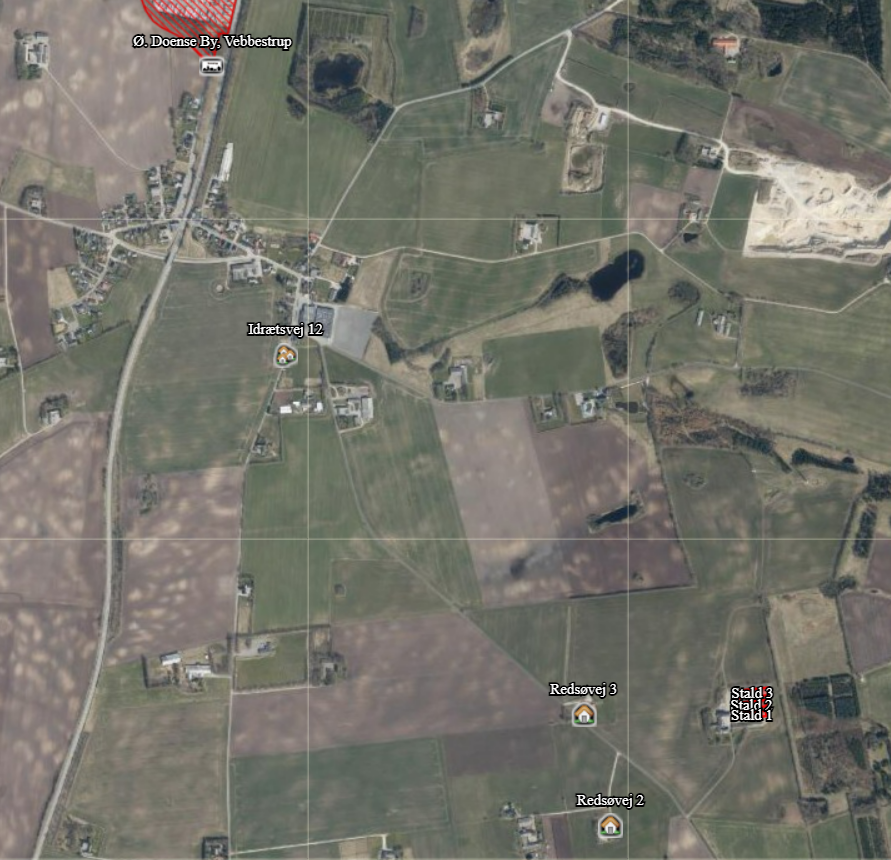 Ø. Doense By, Vebbestrup
Idrætsvej 12
Redsøvej 3
Stald 3
Stald 2
Stald 1
Redsøvej 2